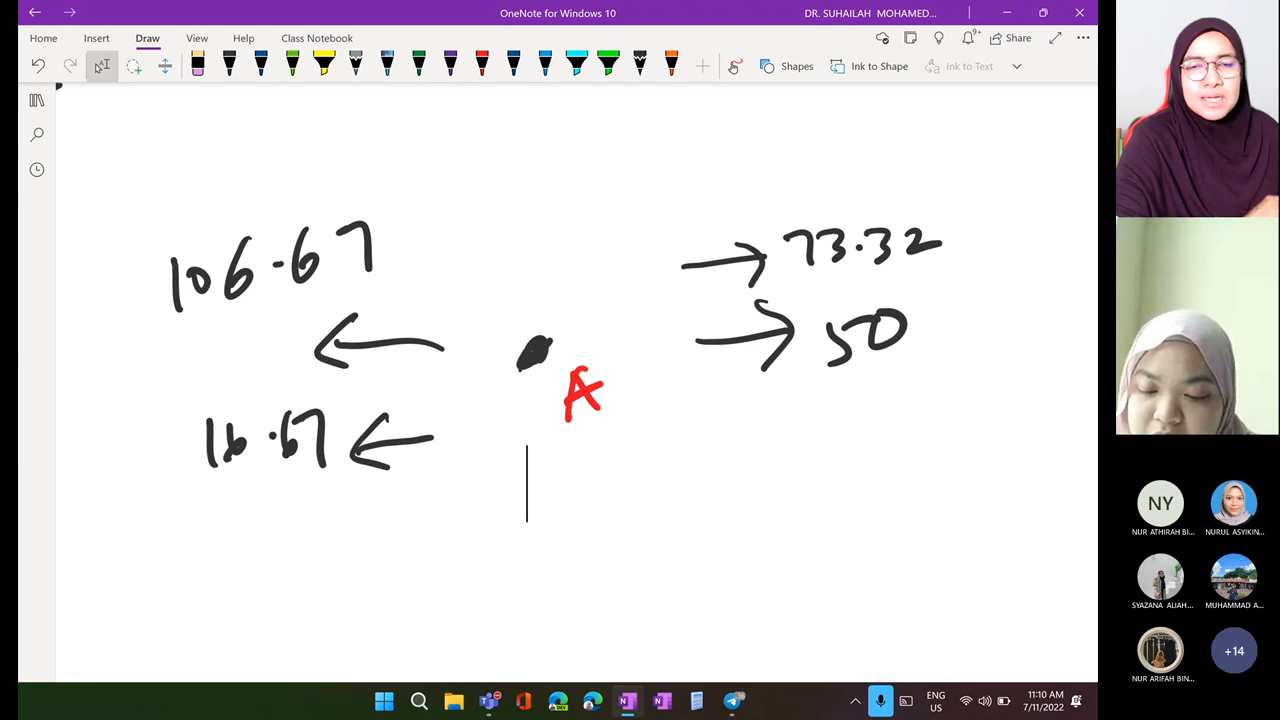 OneNote for Windows 10
DR. SUHAILAH MOHAMED...
Home Insert Draw View Help Class Notebook
9+ Share
Shapes Ink to Shape Ink to Text
106.67
→ 73.32
← → 50
A
16.67 ←
NY
NUR ATHIRAH BI...
NURUL ASYIKIN...
SYAZANA ALIAH...
MUHAMMAD A...
NUR ARIFAH BIN...
+14
ENG
US
11:10 AM
7/11/2022